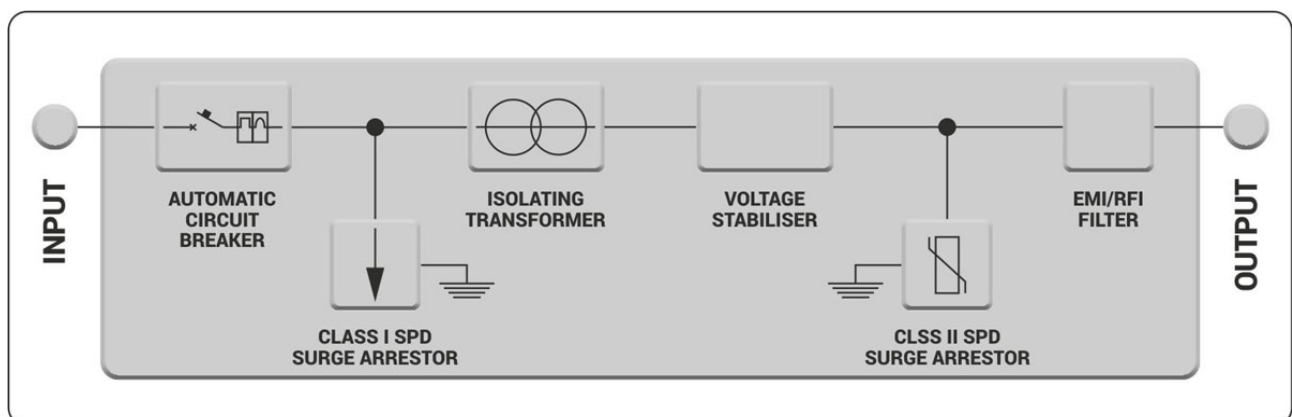 INPUT
AUTOMATIC
CIRCUIT
BREAKER
CLASS I SPD
SURGE ARRESTOR
ISOLATING
TRANSFORMER
VOLTAGE
STABILISER
CLSS II SPD
SURGE ARRESTOR
EMI/RFI
FILTER
OUTPUT